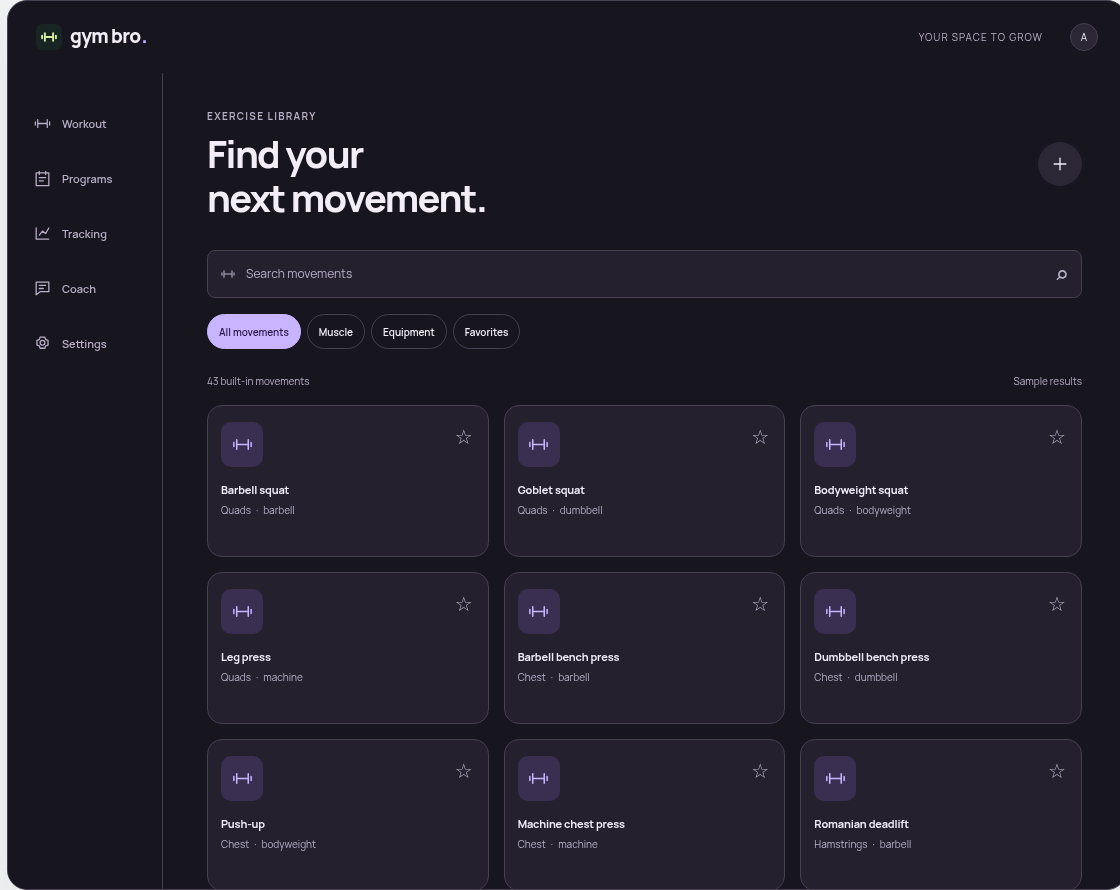 gym bro.
YOUR SPACE TO GROW
A
Workout
Programs
Tracking
Coach
Settings
EXERCISE LIBRARY
Find your
next movement.
Search movements
All movements
Muscle
Equipment
Favorites
43 built-in movements
Sample results
Barbell squat
Quads · barbell
Goblet squat
Quads · dumbbell
Bodyweight squat
Quads · bodyweight
Leg press
Quads · machine
Barbell bench press
Chest · barbell
Dumbbell bench press
Chest · dumbbell
Push-up
Chest · bodyweight
Machine chest press
Chest · machine
Romanian deadlift
Hamstrings · barbell